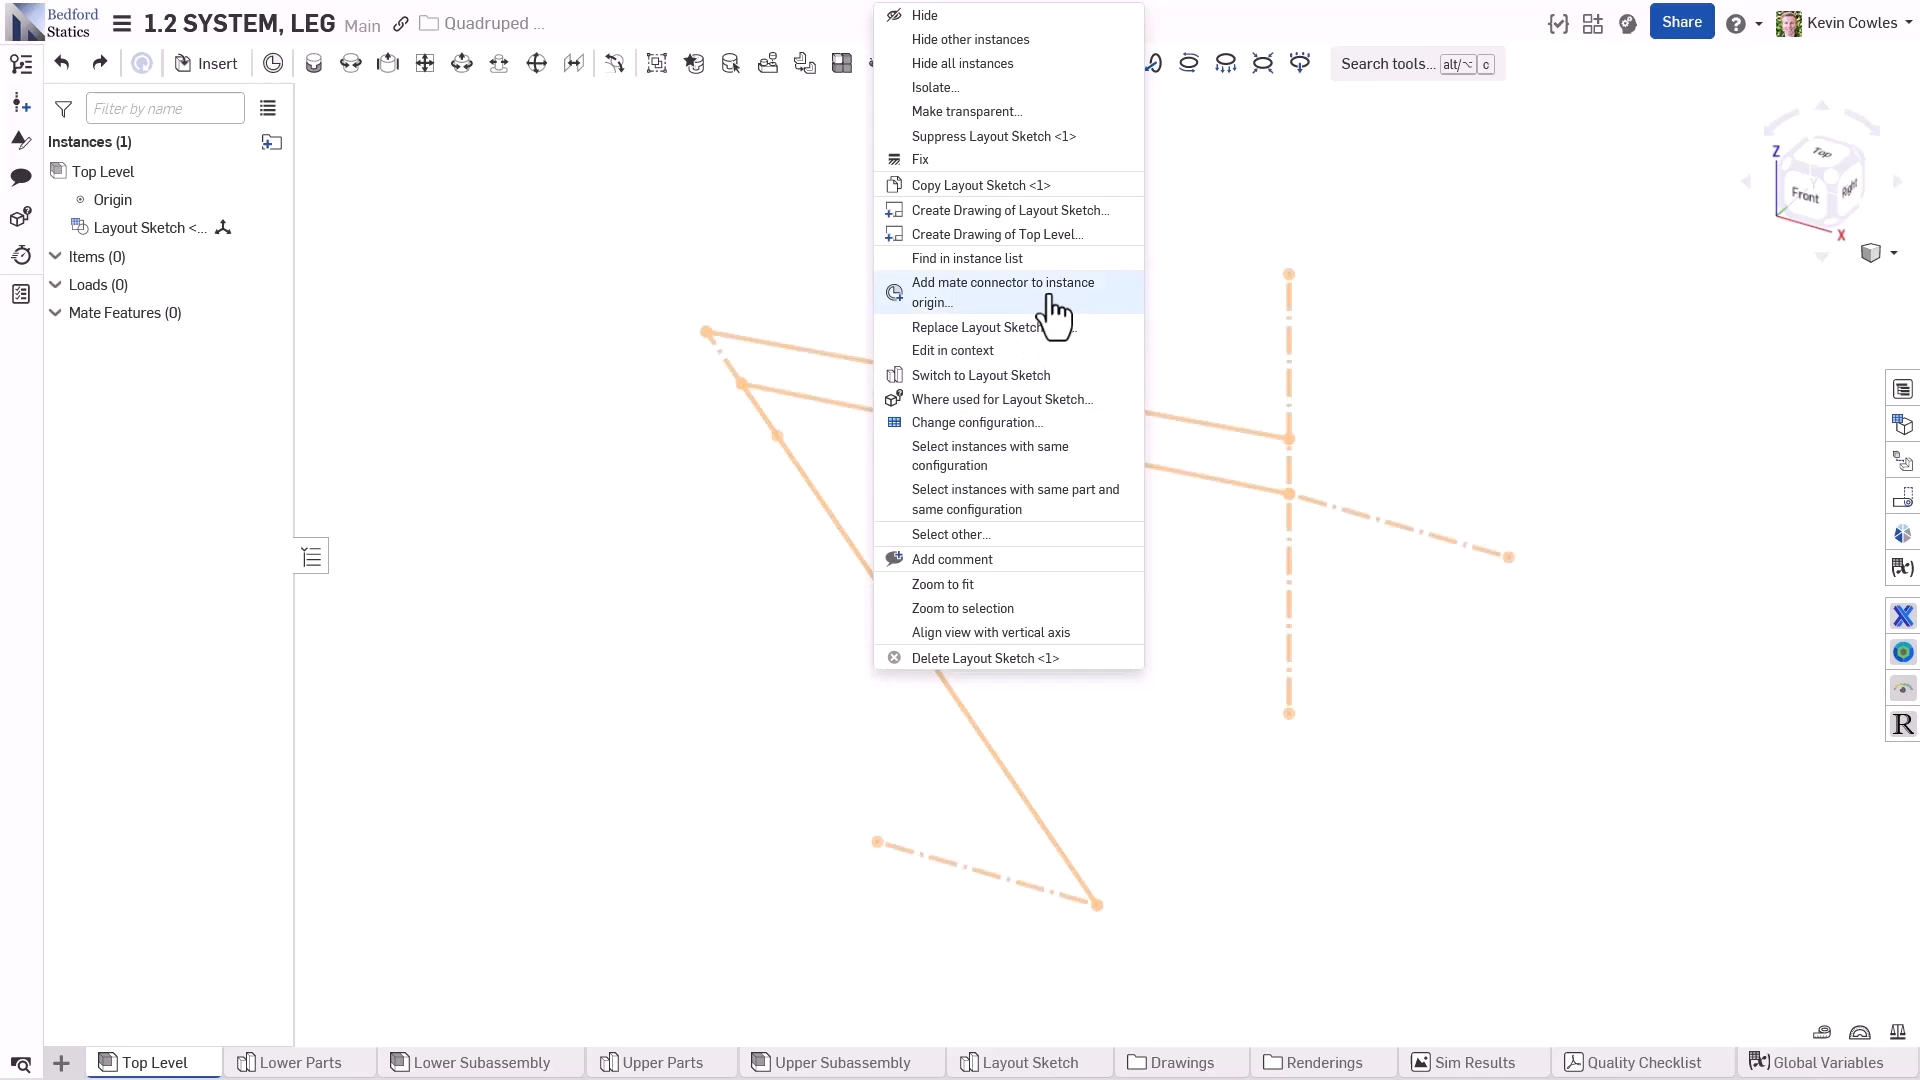 Bedford
Statics
1.2 SYSTEM, LEG Main Quadruped ...
Share
Kevin Cowles
Insert
Search tools... alt/⌥ c
Filter by name
Instances (1)
Top Level
Origin
Layout Sketch <...
Items (0)
Loads (0)
Mate Features (0)
Hide
Hide other instances
Hide all instances
Isolate...
Make transparent...
Suppress Layout Sketch <1>
Fix
Copy Layout Sketch <1>
Create Drawing of Layout Sketch...
Create Drawing of Top Level...
Find in instance list
Add mate connector to instance
origin...
Replace Layout Sketch
Edit in context
Switch to Layout Sketch
Where used for Layout Sketch...
Change configuration...
Select instances with same
configuration
Select instances with same part and
same configuration
Select other...
Add comment
Zoom to fit
Zoom to selection
Align view with vertical axis
Delete Layout Sketch <1>
Z
Top
Front
Right
Y
X
(x)
R
Top Level
Lower Parts
Lower Subassembly
Upper Parts
Upper Subassembly
Layout Sketch
Drawings
Renderings
Sim Results
Quality Checklist
(x) Global Variables